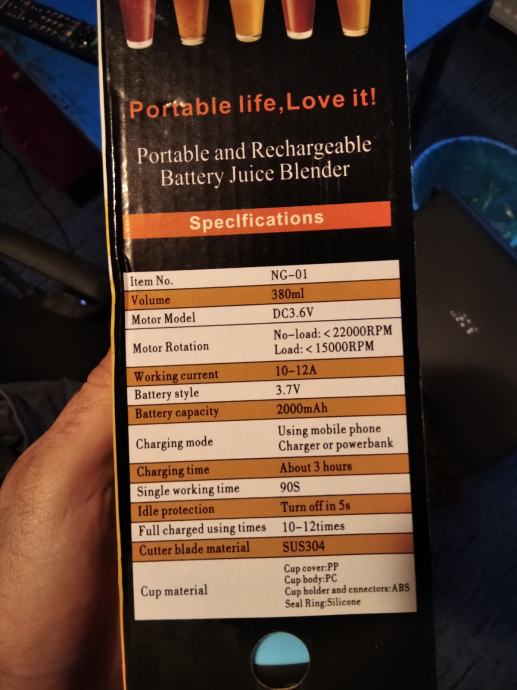 Portable life,Love it!
Portable and Rechargeable
Battery Juice Blender
Specifications
Item No. NG-01
Volume 380ml
Motor Model DC3.6V
Motor Rotation No-load: <22000RPM
Load: <15000RPM
Working current 10-12A
Battery style 3.7V
Battery capacity 2000mAh
Charging mode Using mobile phone
Charger or powerbank
Charging time About 3 hours
Single working time 90S
Idle protection Turn off in 5s
Full charged using times 10-12times
Cutter blade material SUS304
Cup material Cup cover:PP
Cup body:PC
Cup holder and cnnectors:ABS
Seal Ring:Silicone